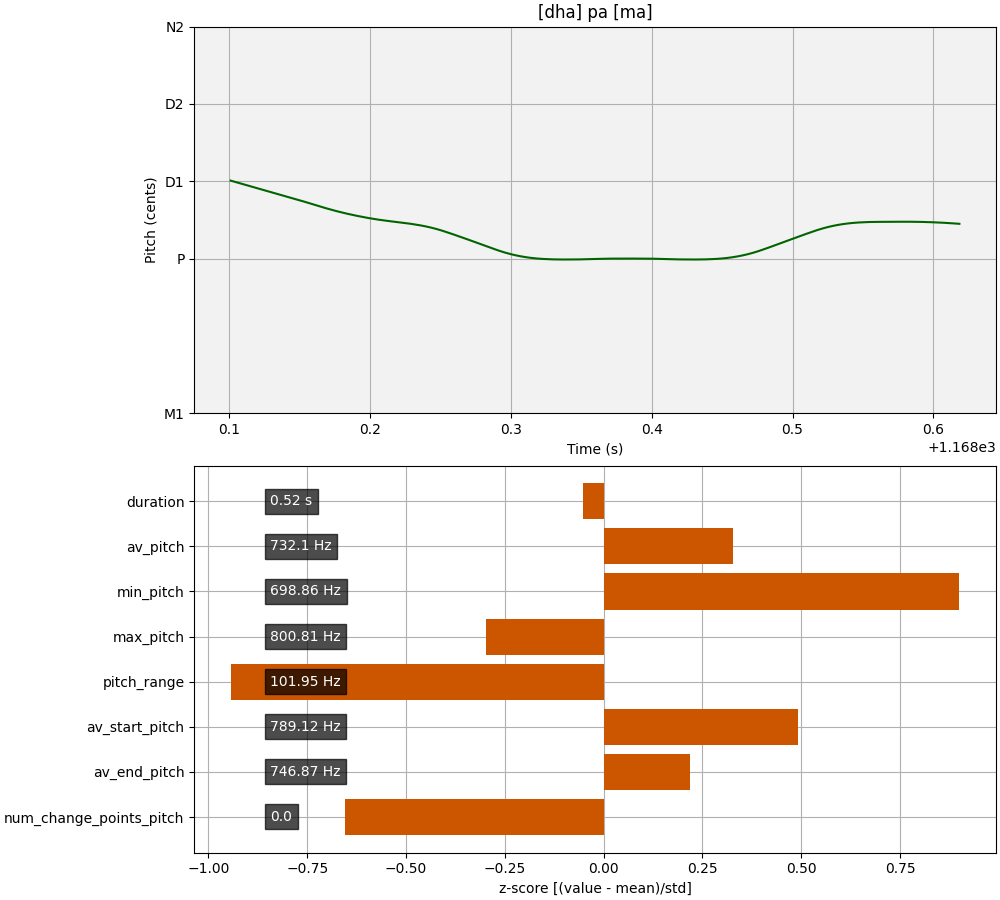 [dha] pa [ma]
N2
D2
D1
P
M1
Pitch (cents)
0.1 0.2 0.3 0.4 0.5 0.6
Time (s)
+1.168e3
duration 0.52 s
av_pitch 732.1 Hz
min_pitch 698.86 Hz
max_pitch 800.81 Hz
pitch_range 101.95 Hz
av_start_pitch 789.12 Hz
av_end_pitch 746.87 Hz
num_change_points_pitch 0.0
−1.00 −0.75 −0.50 −0.25 0.00 0.25 0.50 0.75
z-score [(value - mean)/std]